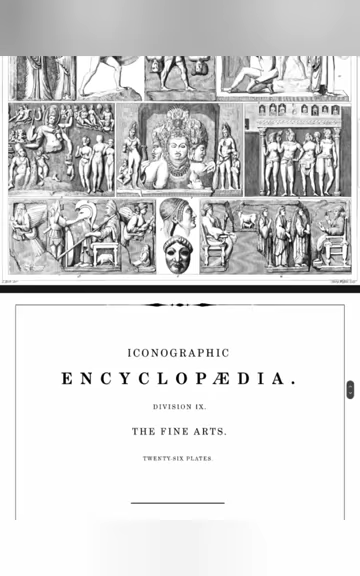 ICONOGRAPHIC
ENCYCLOPÆDIA.
DIVISION IX.
THE FINE ARTS.
TWENTY-SIX PLATES.